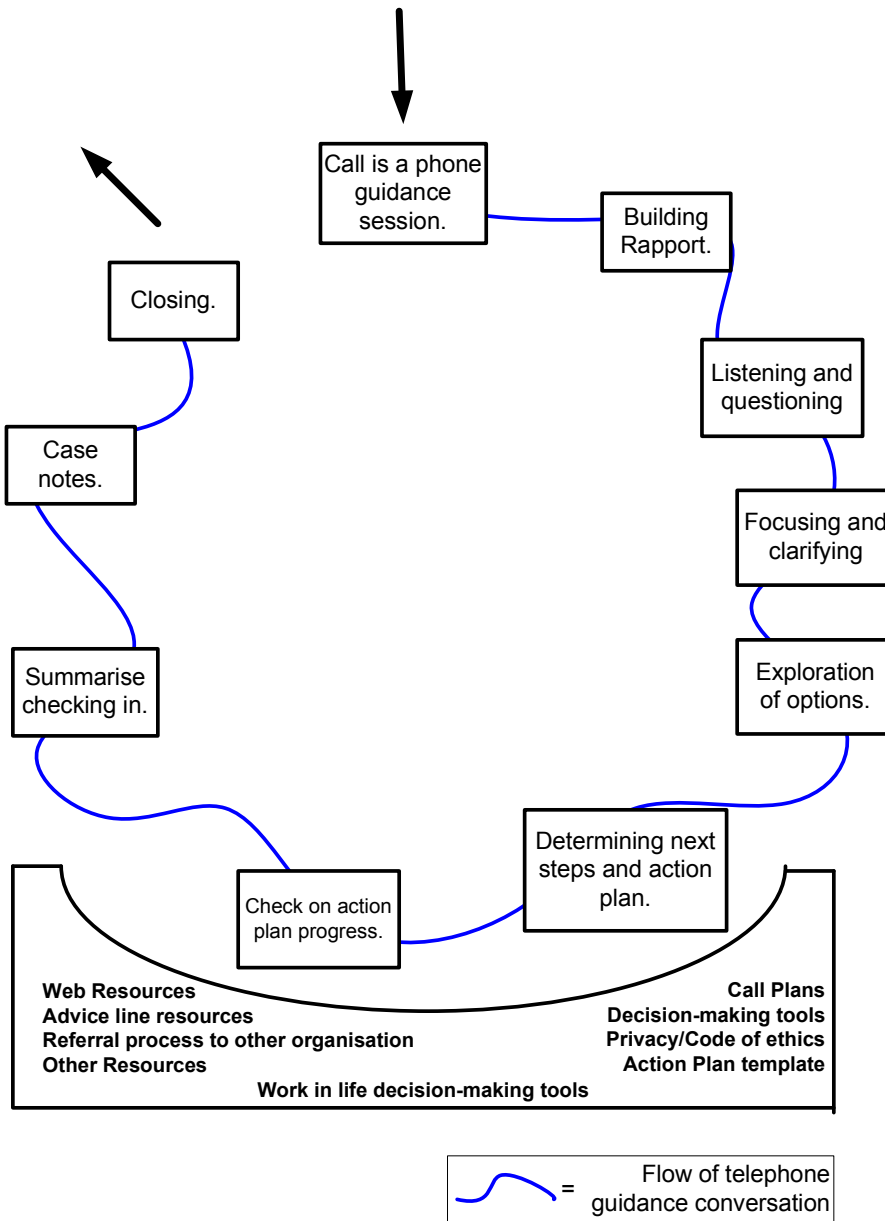 Call is a phone
guidance
session.
Building
Rapport.
Listening and
questioning
Focusing and
clarifying
Exploration
of options.
Determining next
steps and action
plan.
Check on action
plan progress.
Summarise
checking in.
Case
notes.
Closing.
Web Resources
Advice line resources
Referral process to other organisation
Other Resources
Call Plans
Decision-making tools
Privacy/Code of ethics
Action Plan template
Work in life decision-making tools
= Flow of telephone
guidance conversation